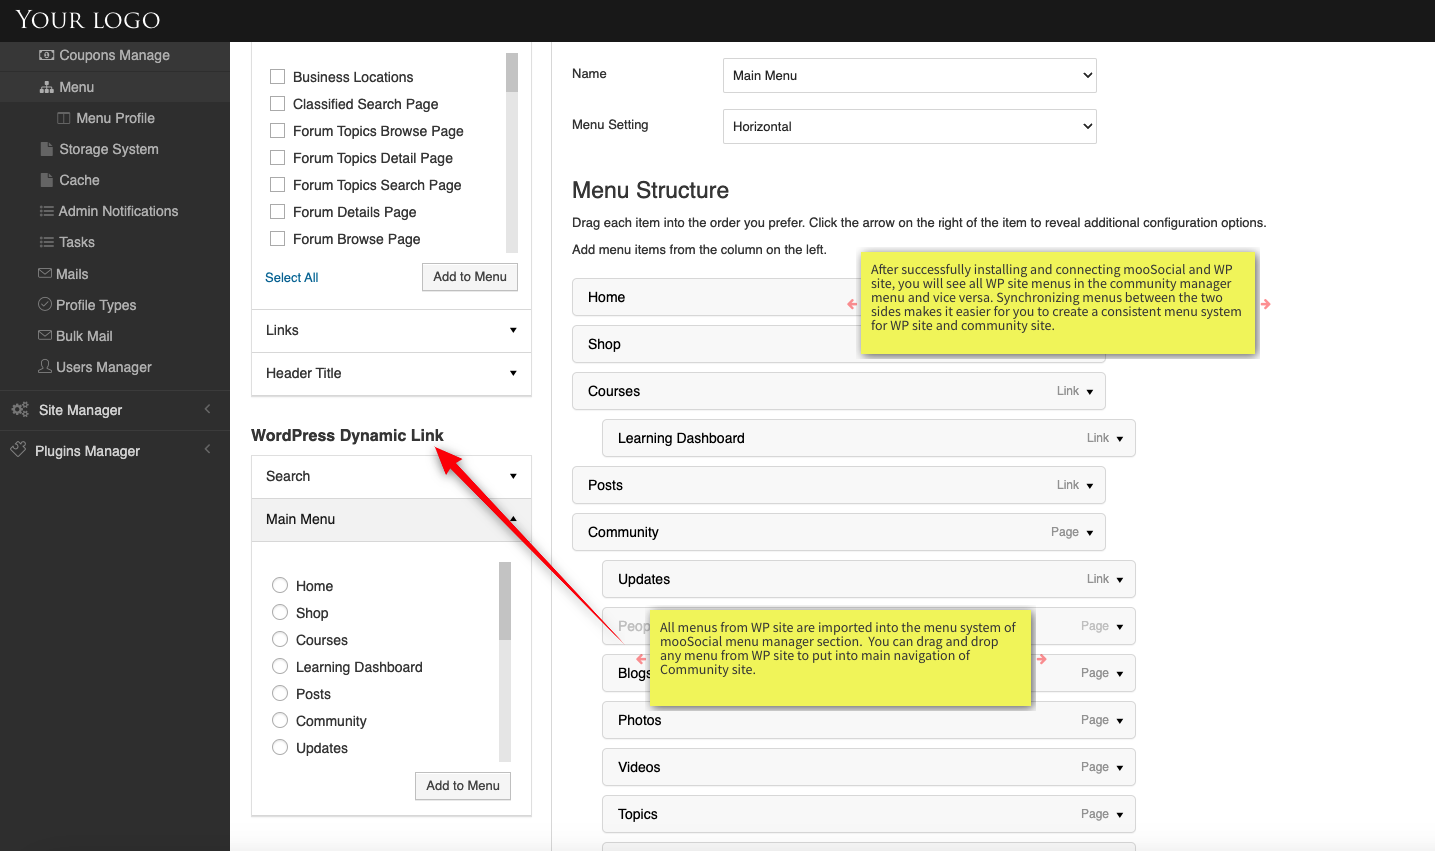 YOUR LOGO
Coupons Manage
Menu
Menu Profile
Storage System
Cache
Admin Notifications
Tasks
Mails
Profile Types
Bulk Mail
Users Manager
Site Manager
Plugins Manager
Business Locations
Classified Search Page
Forum Topics Browse Page
Forum Topics Detail Page
Forum Topics Search Page
Forum Details Page
Forum Browse Page
Select All
Add to Menu
Links
Header Title
WordPress Dynamic Link
Search
Main Menu
Home
Shop
Courses
Learning Dashboard
Posts
Community
Updates
Add to Menu
Name
Main Menu
Menu Setting
Horizontal
Menu Structure
Drag each item into the order you prefer. Click the arrow on the right of the item to reveal additional configuration options.
Add menu items from the column on the left.
After successfully installing and connecting mooSocial and WP
site, you will see all WP site menus in the community manager
menu and vice versa. Synchronizing menus between the two
sides makes it easier for you to create a consistent menu system
for WP site and community site.
Home
Shop
Courses Link
Learning Dashboard Link
Posts Link
Community Page
Updates Link
Page
All menus from WP site are imported into the menu system of
mooSocial menu manager section. You can drag and drop
any menu from WP site to put into main navigation of
Community site.
Blogs Page
Photos Page
Videos Page
Topics Page